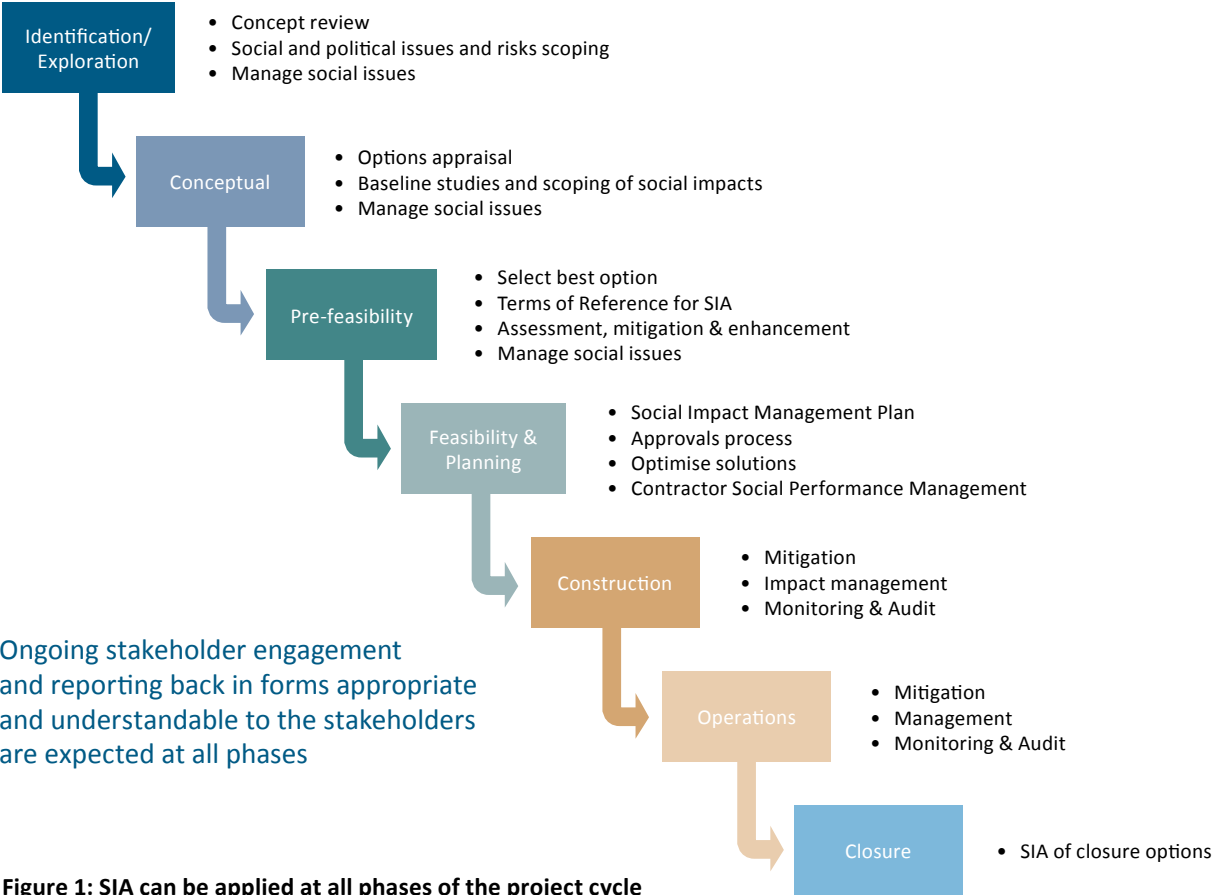 Identification/
Exploration
• Concept review
• Social and political issues and risks scoping
• Manage social issues
Conceptual
• Options appraisal
• Baseline studies and scoping of social impacts
• Manage social issues
Pre-feasibility
• Select best option
• Terms of Reference for SIA
• Assessment, mitigation & enhancement
• Manage social issues
Feasibility &
Planning
• Social Impact Management Plan
• Approvals process
• Optimise solutions
• Contractor Social Performance Management
Construction
• Mitigation
• Impact management
• Monitoring & Audit
Ongoing stakeholder engagement
and reporting back in forms appropriate
and understandable to the stakeholders
are expected at all phases
Operations
• Mitigation
• Management
• Monitoring & Audit
Closure
• SIA of closure options
Figure 1: SIA can be applied at all phases of the project cycle